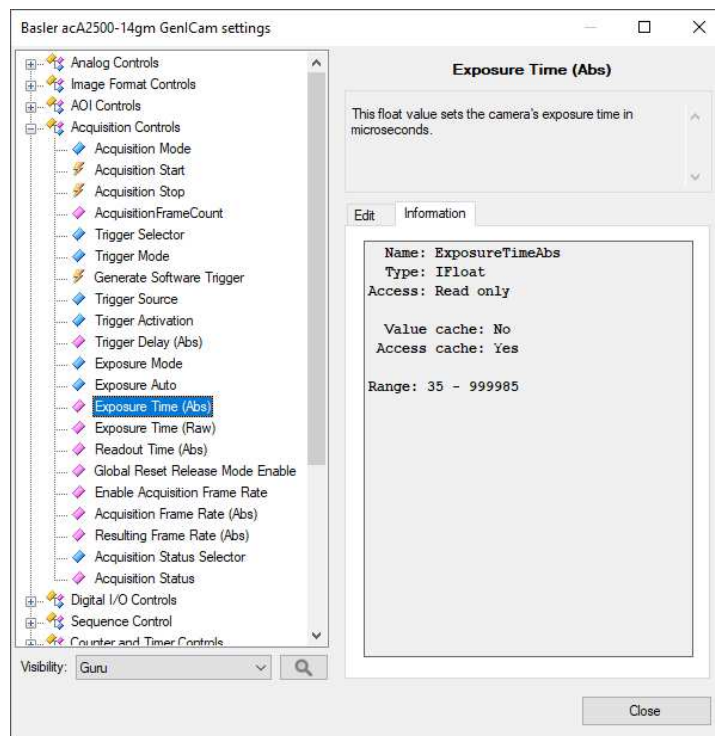 Basler acA2500-14gm GenICam settings
Analog Controls
Image Format Controls
AOI Controls
Acquisition Controls
Acquisition Mode
Acquisition Start
Acquisition Stop
AcquisitionFrameCount
Trigger Selector
Trigger Mode
Generate Software Trigger
Trigger Source
Trigger Activation
Trigger Delay (Abs)
Exposure Mode
Exposure Auto
Exposure Time (Abs)
Exposure Time (Raw)
Readout Time (Abs)
Global Reset Release Mode Enable
Enable Acquisition Frame Rate
Acquisition Frame Rate (Abs)
Resulting Frame Rate (Abs)
Acquisition Status Selector
Acquisition Status
Digital I/O Controls
Sequence Control
Counter and Timer Controls
Visibility: Guru
Exposure Time (Abs)
This float value sets the camera's exposure time in
microseconds.
Edit Information
Name: ExposureTimeAbs
Type: IFloat
Access: Read only
Value cache: No
Access cache: Yes
Range: 35 - 999985
Close